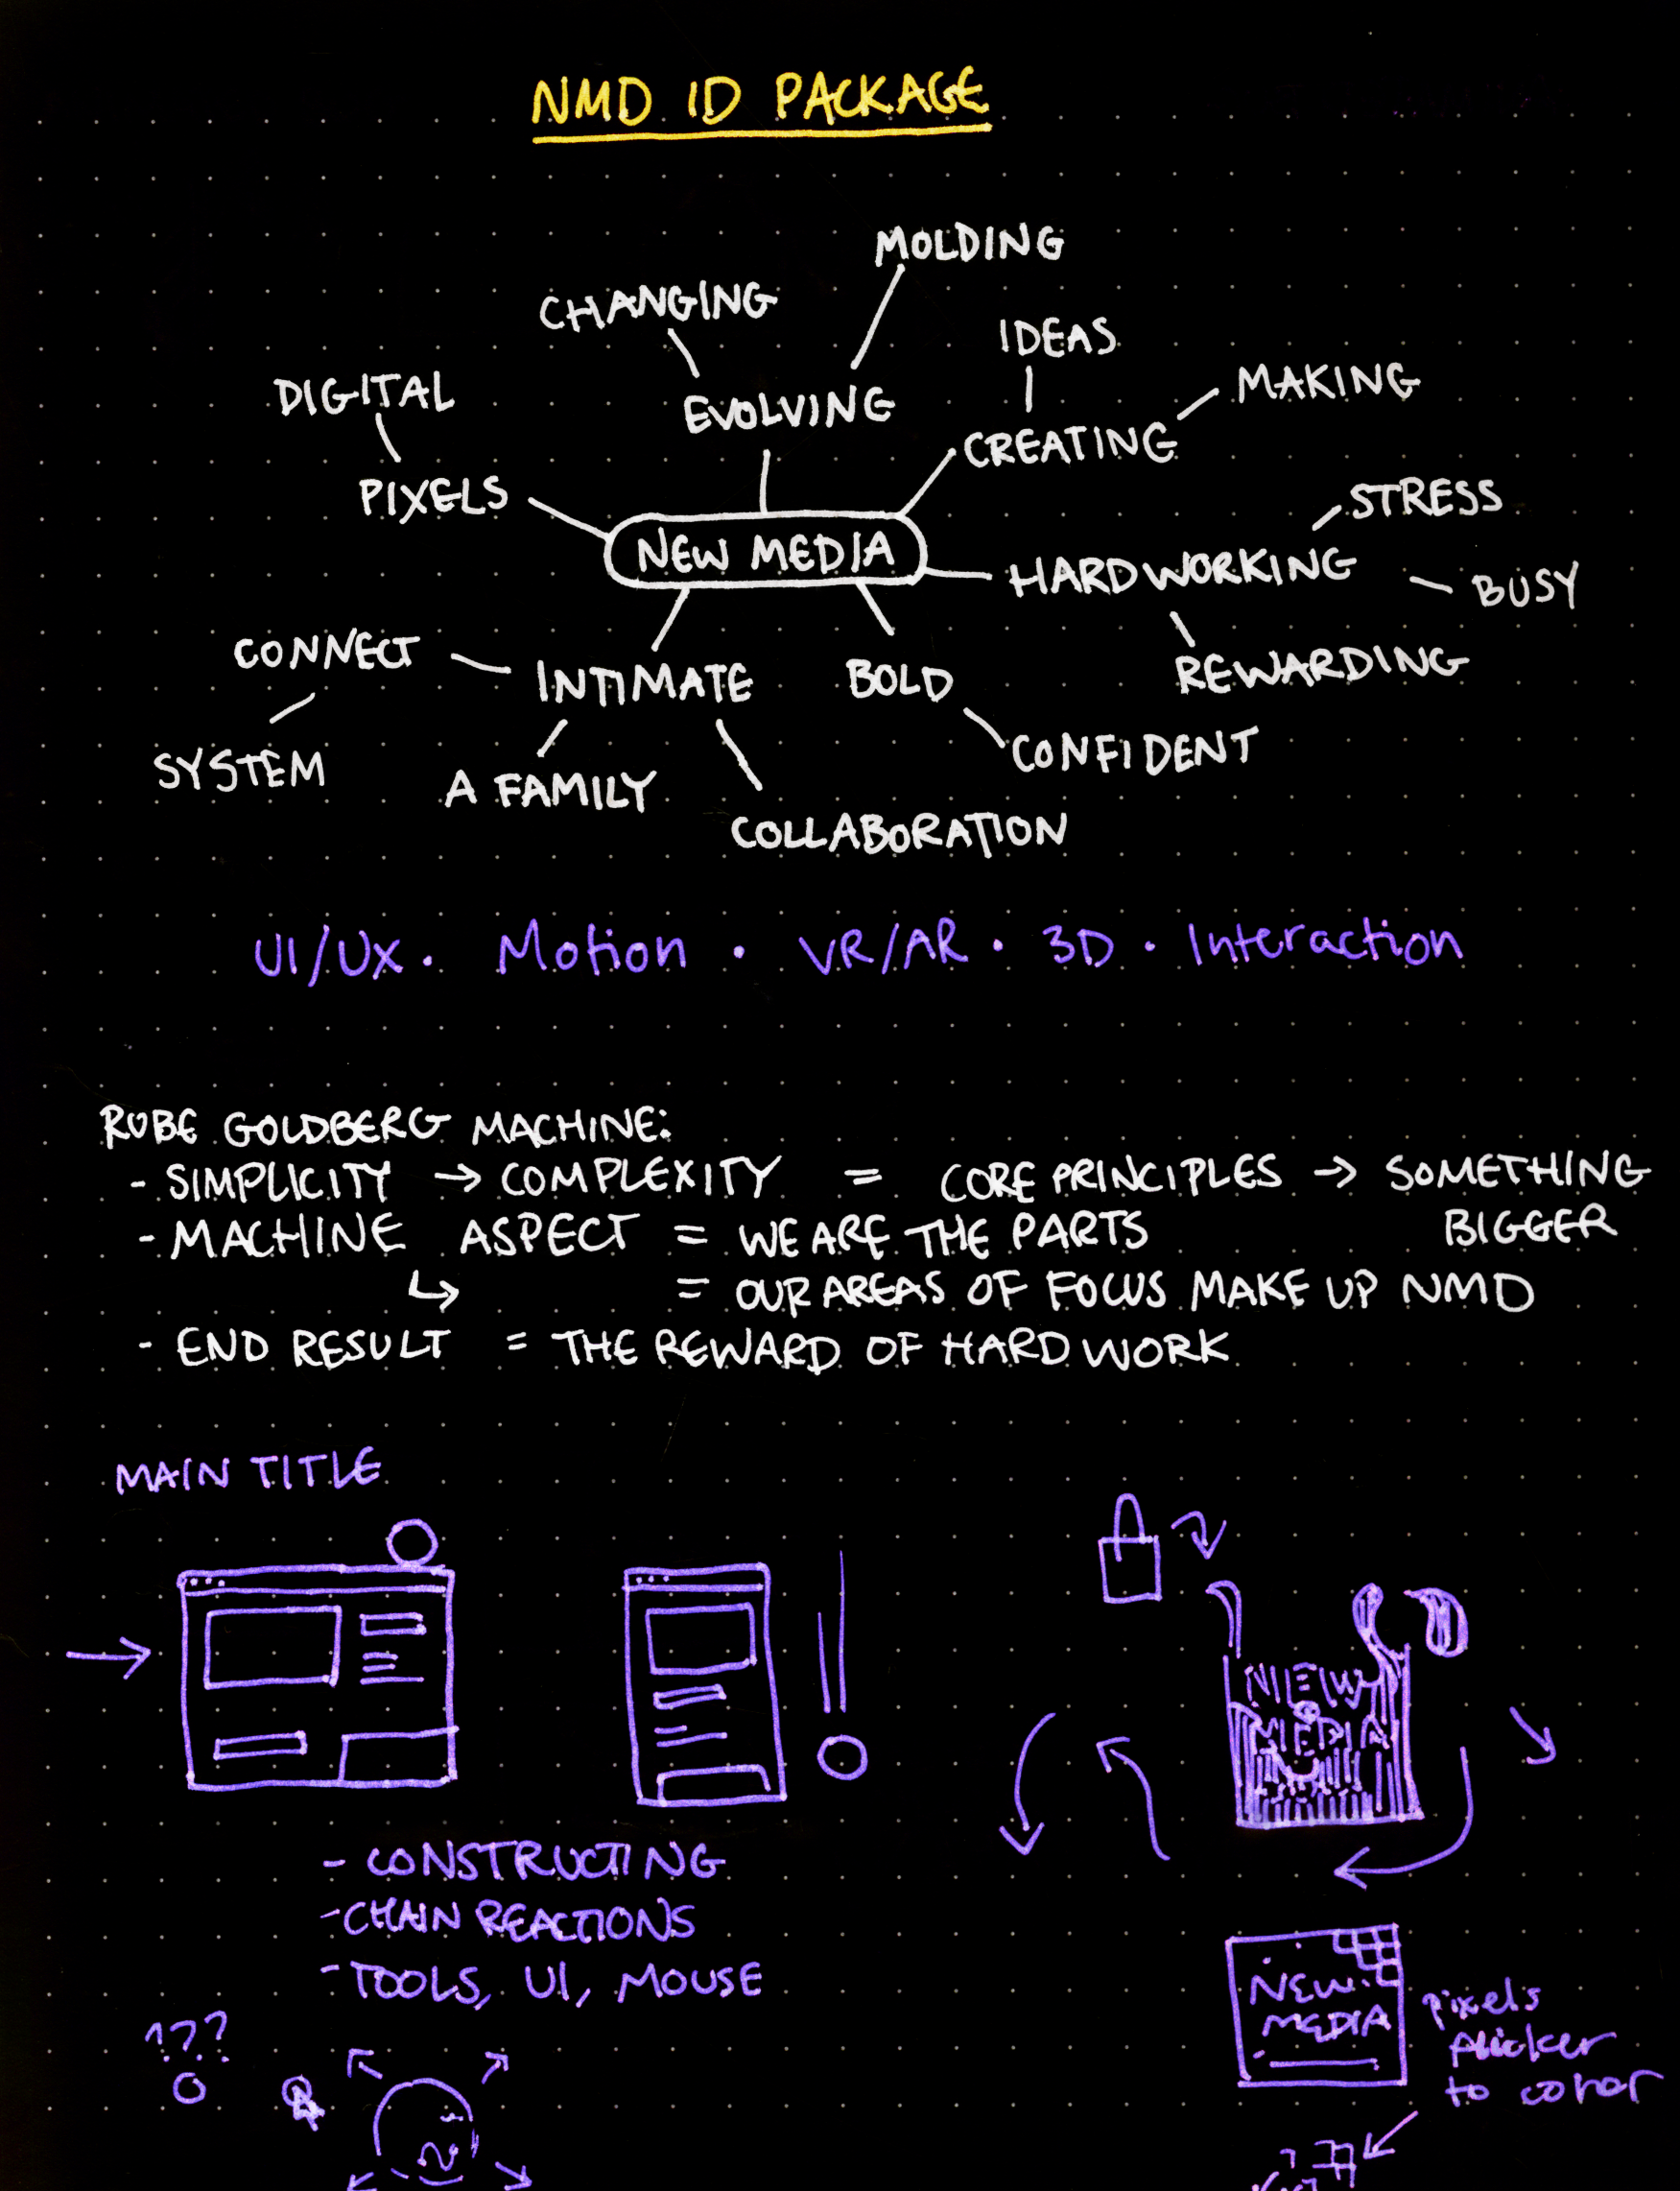 NMD ID PACKAGE
MOLDING
CHANGING
IDEAS
MAKING
DIGITAL
EVOLVING
CREATING
PIXELS
STRESS
NEW MEDIA
HARDWORKING
BUSY
CONNECT
INTIMATE
BOLD
REWARDING
CONFIDENT
SYSTEM
A FAMILY
COLLABORATION
UI/UX · Motion · VR/AR · 3D · Interaction
RUBE GOLDBERG MACHINE:
- SIMPLICITY → COMPLEXITY = CORE PRINCIPLES → SOMETHING
BIGGER
- MACHINE ASPECT = WE ARE THE PARTS
↳ = OUR AREAS OF FOCUS MAKE UP NMD
- END RESULT = THE REWARD OF HARD WORK
MAIN TITLE
NEW
MEDIA
- CONSTRUCTING
- CHAIN REACTIONS
- TOOLS, UI, MOUSE
???
NEW
MEDIA
pixels
flicker
to